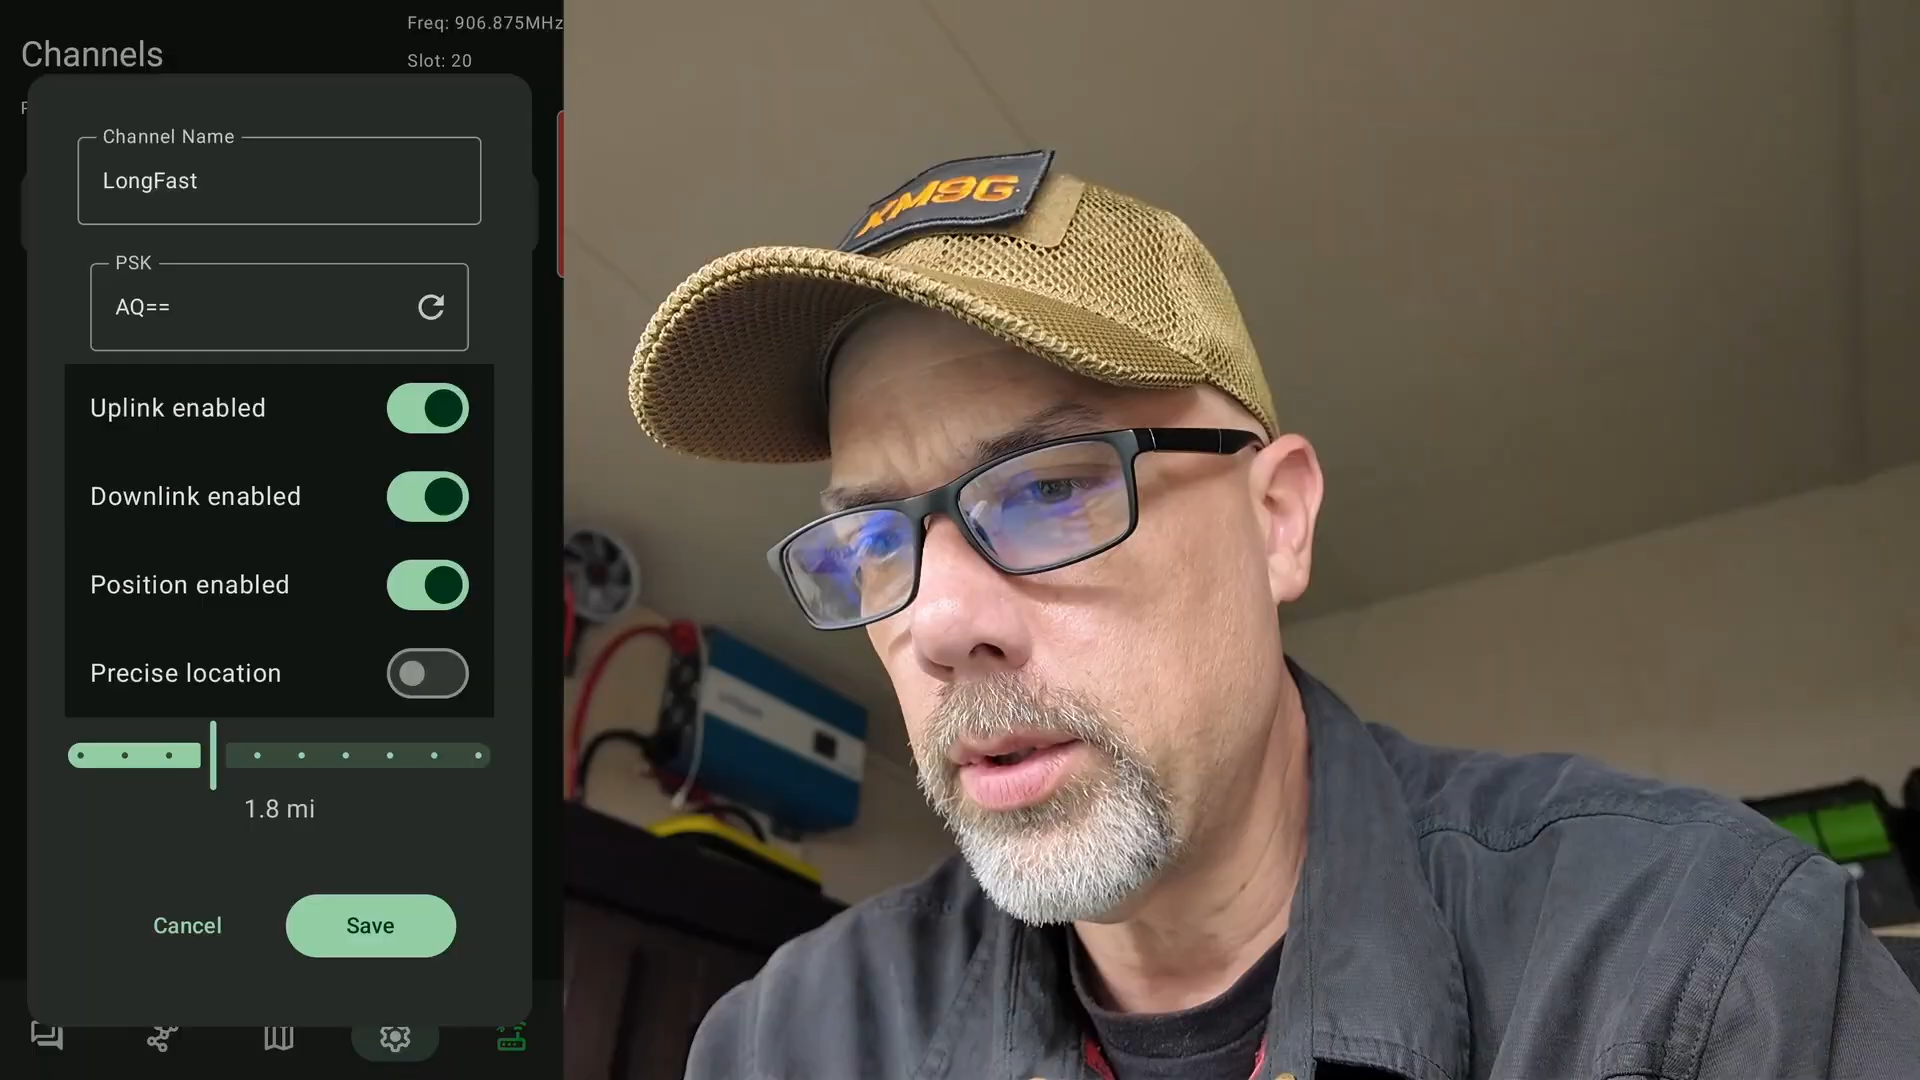 Freq: 906.875MHz
Channels
Slot: 20
Channel Name
LongFast
PSK
AQ==
Uplink enabled
Downlink enabled
Position enabled
Precise location
1.8 mi
Cancel
Save
KM9G